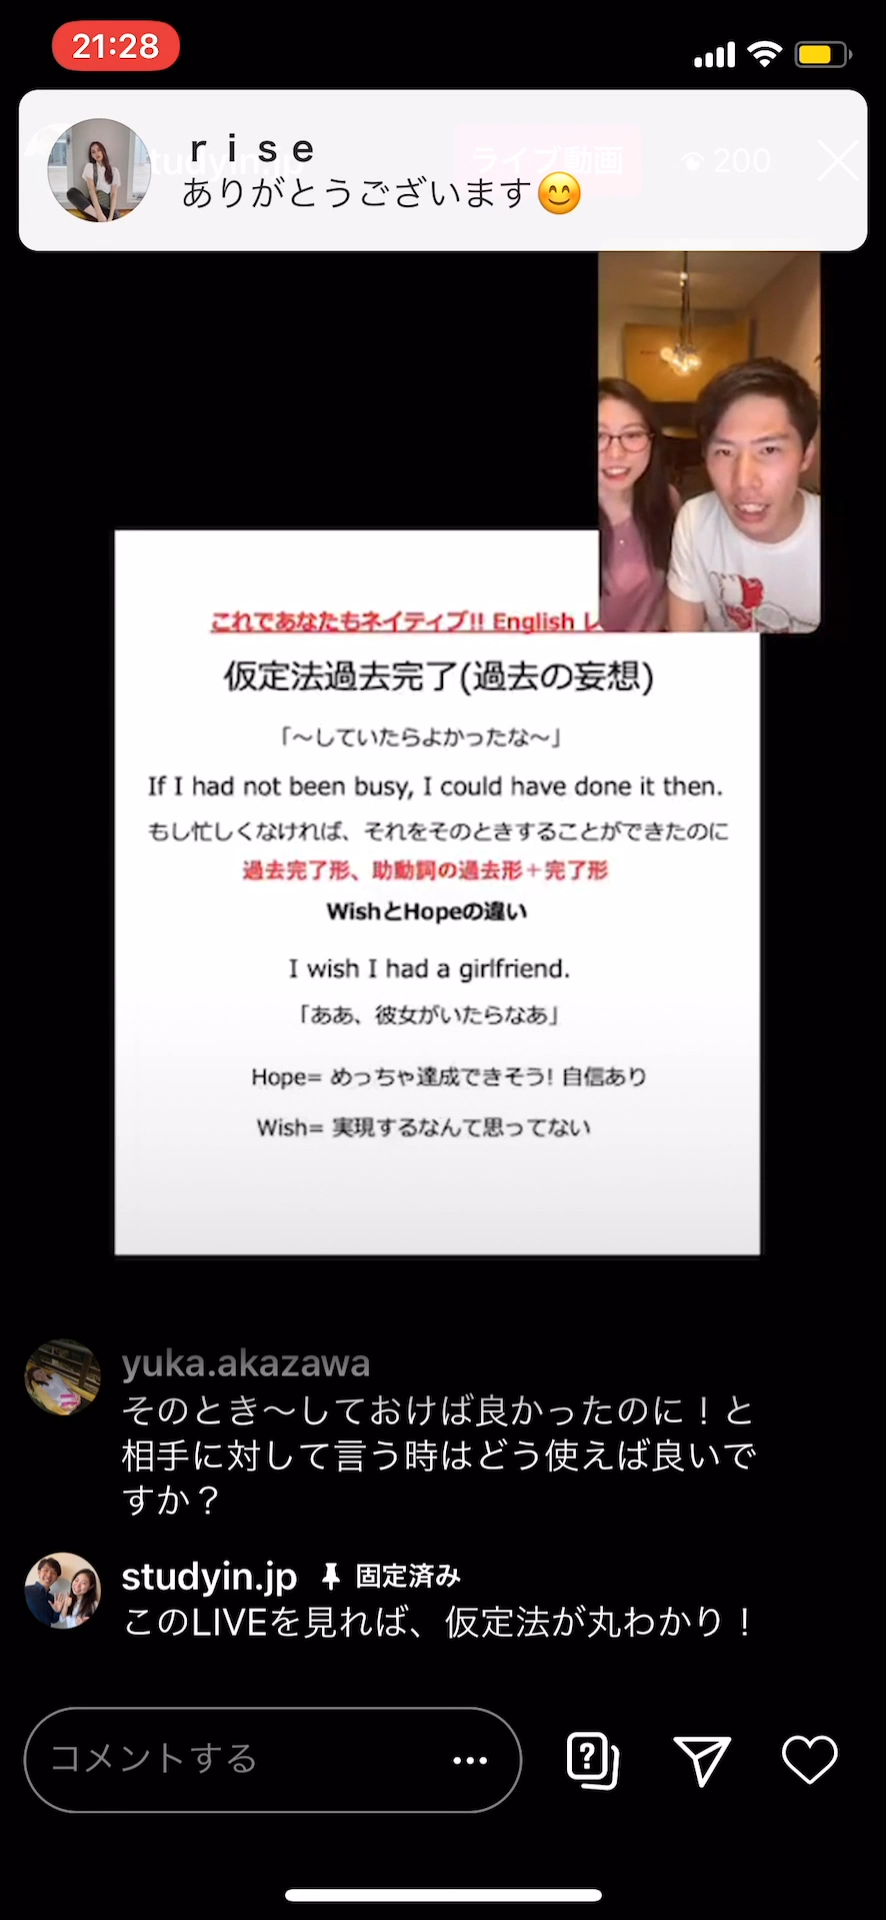 21:28
rise
ありがとうございます😊
tudyin.jp
ライブ動画
200
これであなたもネイティブ!! English レ
仮定法過去完了(過去の妄想)
「〜していたらよかったな〜」
If I had not been busy, I could have done it then.
もし忙しくなければ、それをそのときすることができたのに
過去完了形、助動詞の過去形＋完了形
WishとHopeの違い
I wish I had a girlfriend.
「ああ、彼女がいたらなあ」
Hope= めっちゃ達成できそう! 自信あり
Wish= 実現するなんて思ってない
yuka.akazawa
そのとき〜しておけば良かったのに！と
相手に対して言う時はどう使えば良いで
すか？
studyin.jp 固定済み
このLIVEを見れば、仮定法が丸わかり！
コメントする